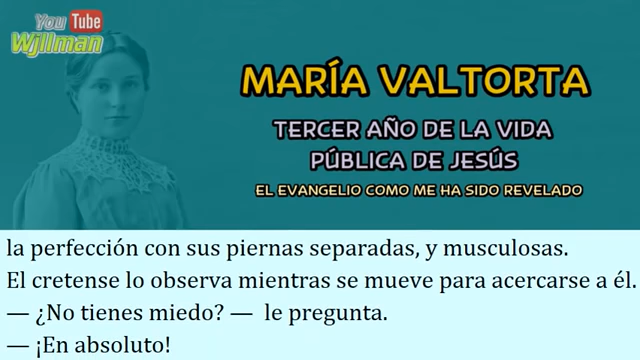 You Tube
Wjllman
MARÍA VALTORTA
TERCER AÑO DE LA VIDA
PÚBLICA DE JESÚS
EL EVANGELIO COMO ME HA SIDO REVELADO
la perfección con sus piernas separadas, y musculosas.
El cretense lo observa mientras se mueve para acercarse a él.
— ¿No tienes miedo? — le pregunta.
— ¡En absoluto!